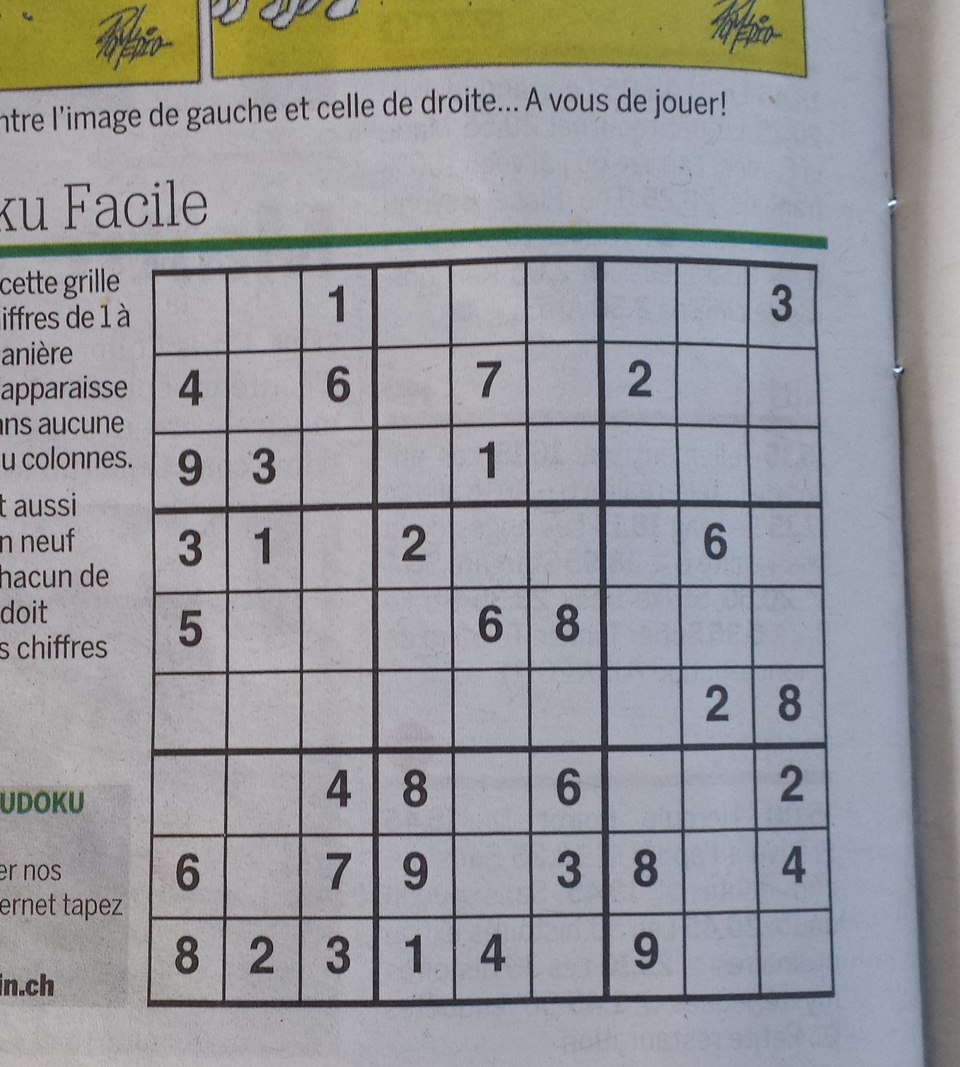 ntre l'image de gauche et celle de droite... A vous de jouer!
ku Facile
cette grille
iffres de 1 à
anière
apparaisse
ns aucune
u colonnes.
t aussi
n neuf
hacun de
doit
s chiffres
UDOKU
er nos
ernet tapez
in.ch
1 3
4 6 7 2
9 3 1
3 1 2 6
5 6 8
2 8
4 8 6 2
6 7 9 3 8 4
8 2 3 1 4 9